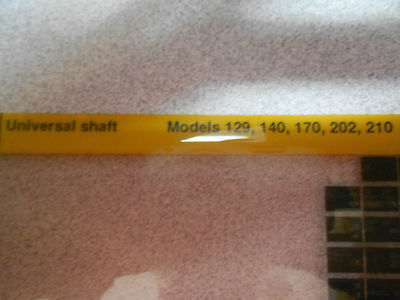 Universal shaft Models 129, 140, 170, 202, 210